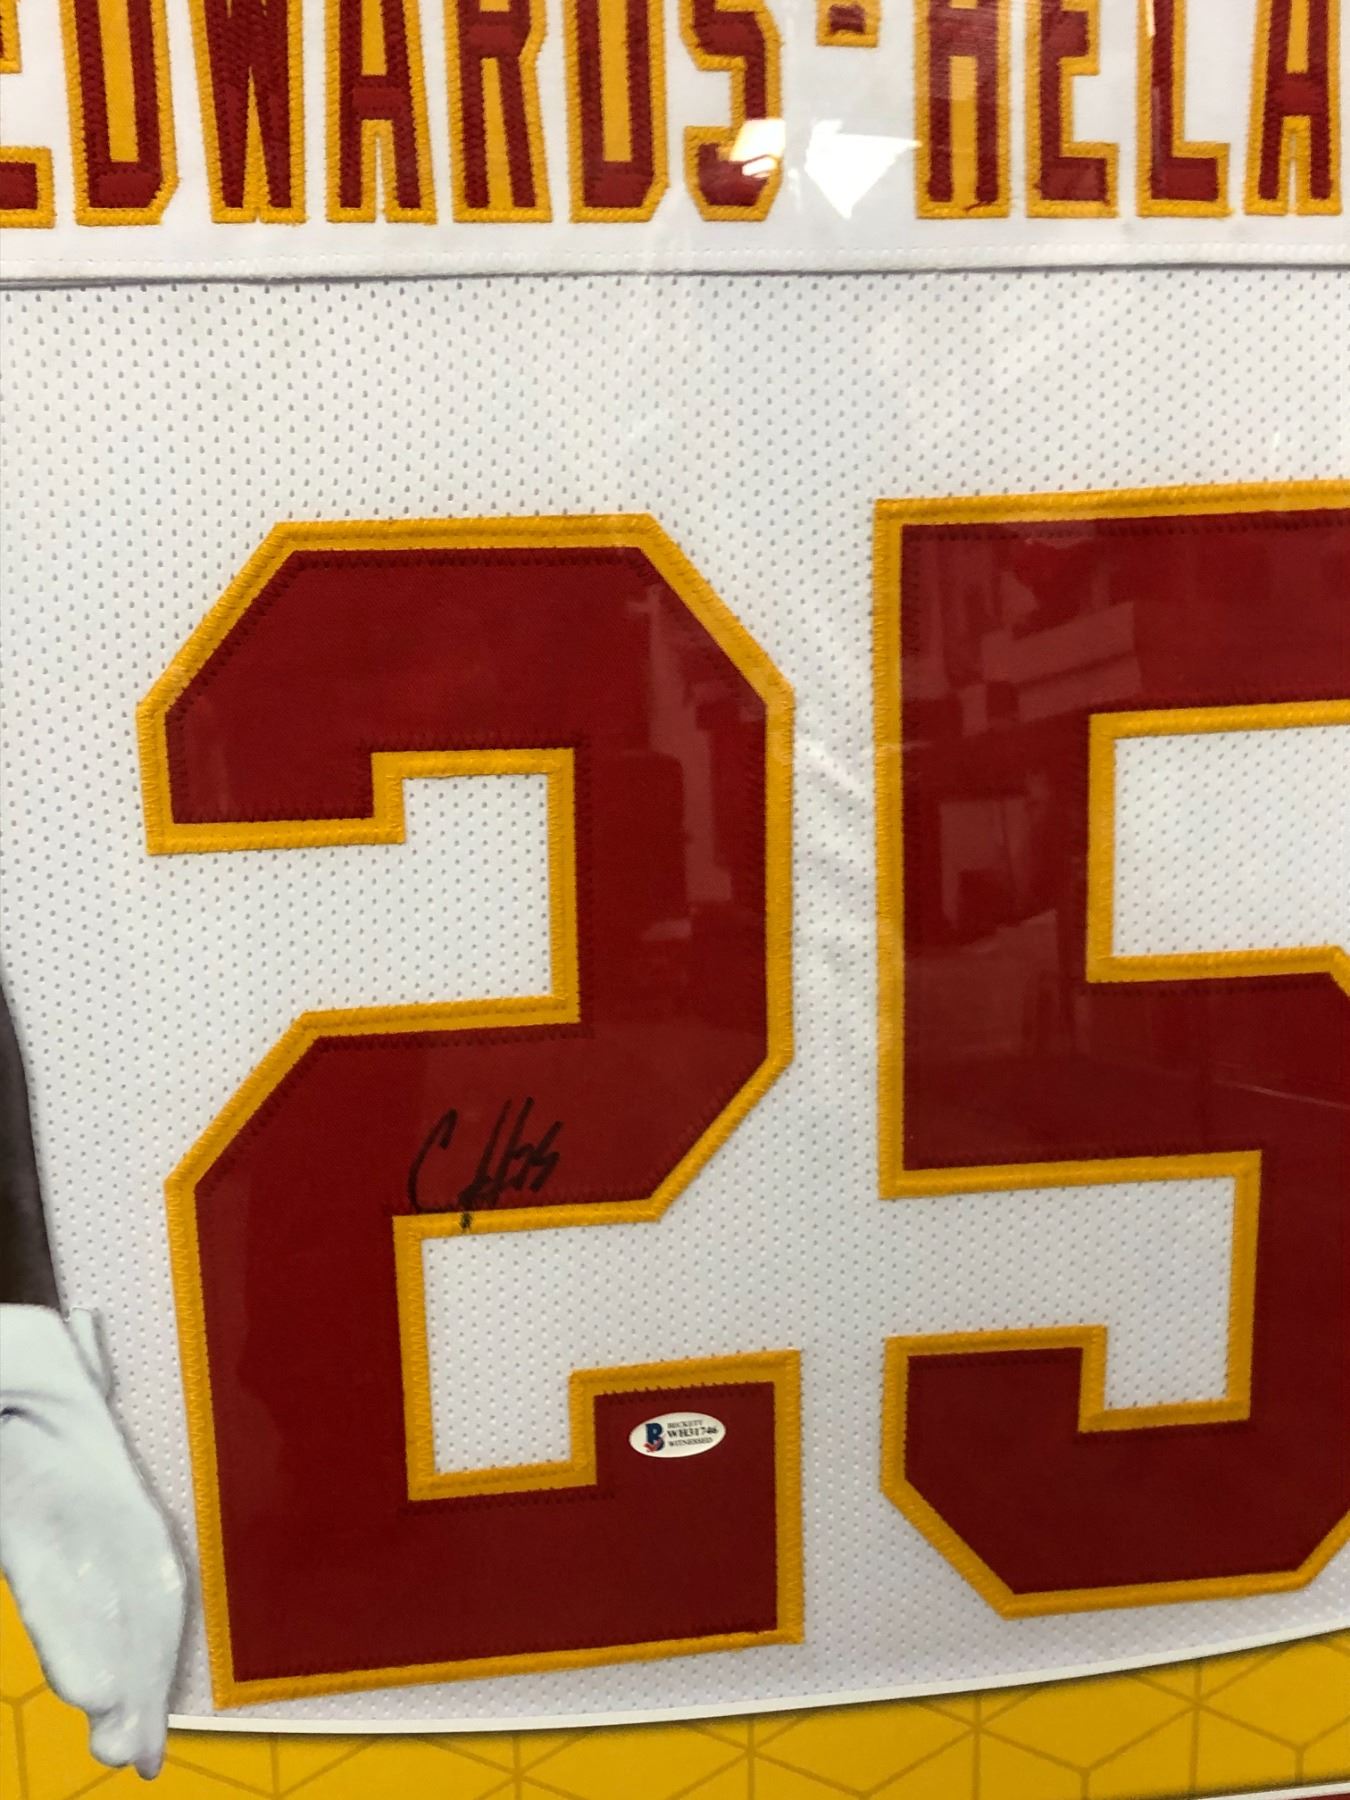 EDWARDS-HELA
25
BECKETT
WH31746
WITNESSED